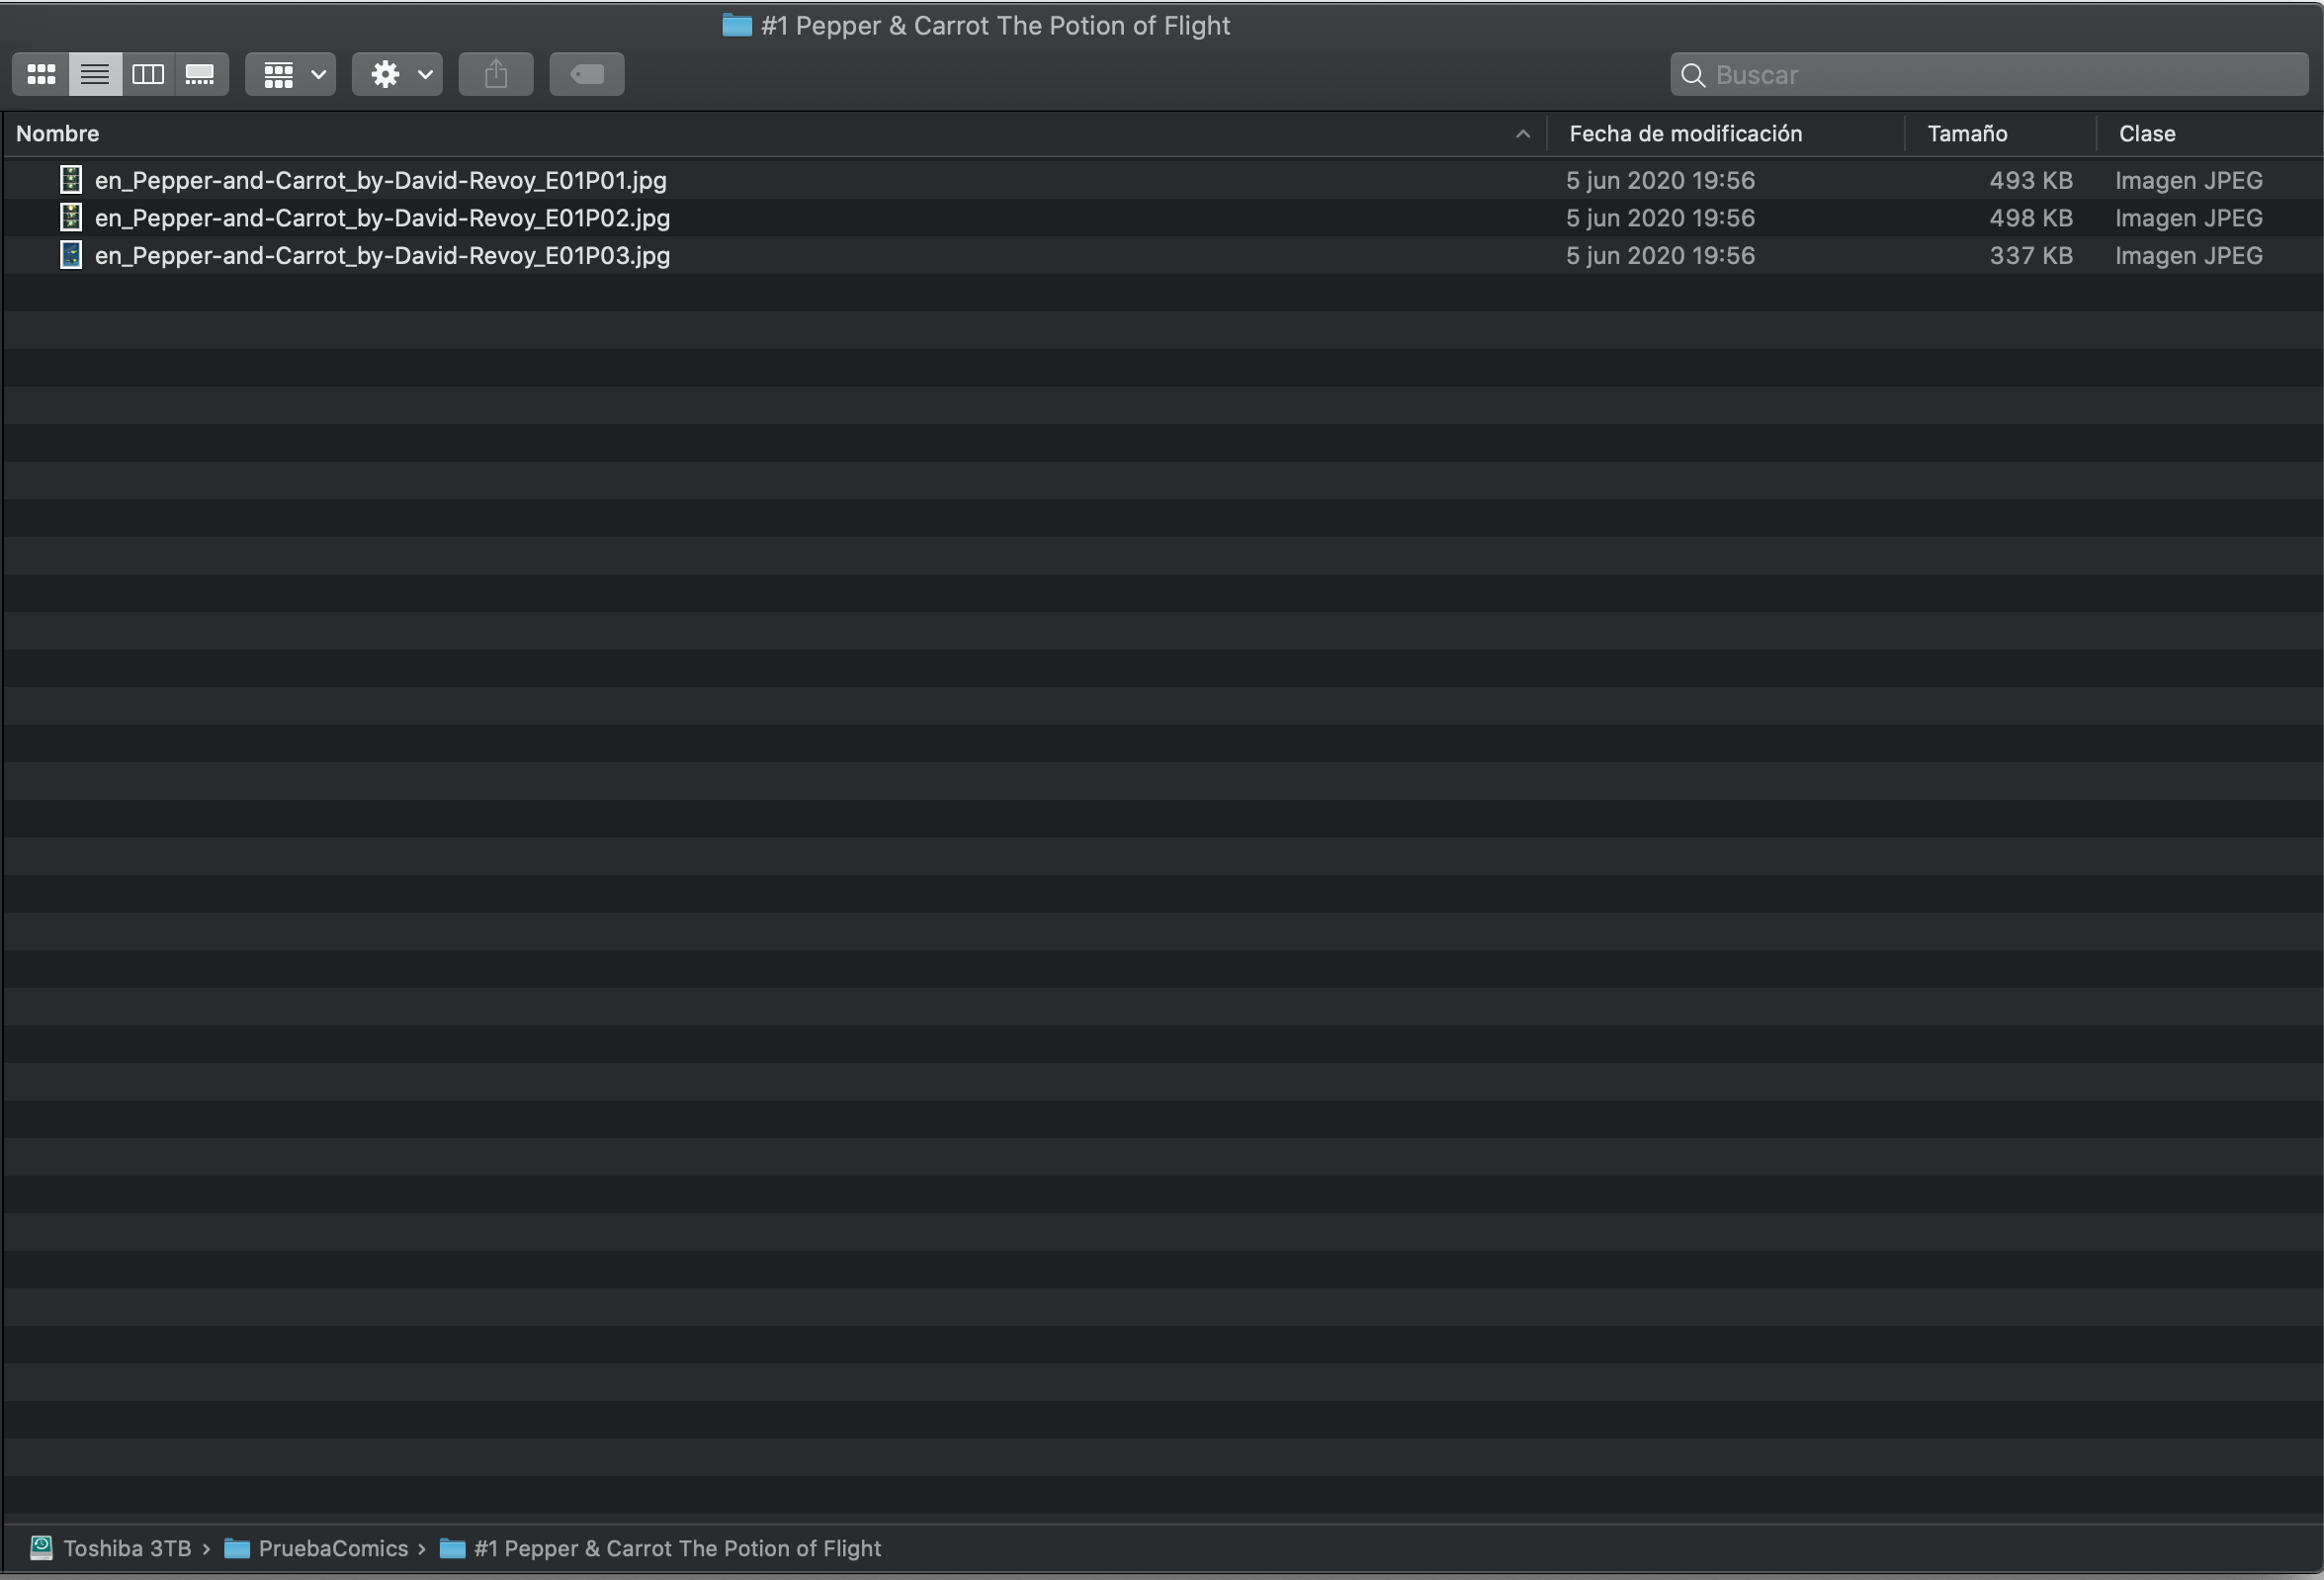 #1 Pepper & Carrot The Potion of Flight
Buscar
Nombre Fecha de modificación Tamaño Clase
en_Pepper-and-Carrot_by-David-Revoy_E01P01.jpg 5 jun 2020 19:56 493 KB Imagen JPEG
en_Pepper-and-Carrot_by-David-Revoy_E01P02.jpg 5 jun 2020 19:56 498 KB Imagen JPEG
en_Pepper-and-Carrot_by-David-Revoy_E01P03.jpg 5 jun 2020 19:56 337 KB Imagen JPEG
Toshiba 3TB › PruebaComics › #1 Pepper & Carrot The Potion of Flight